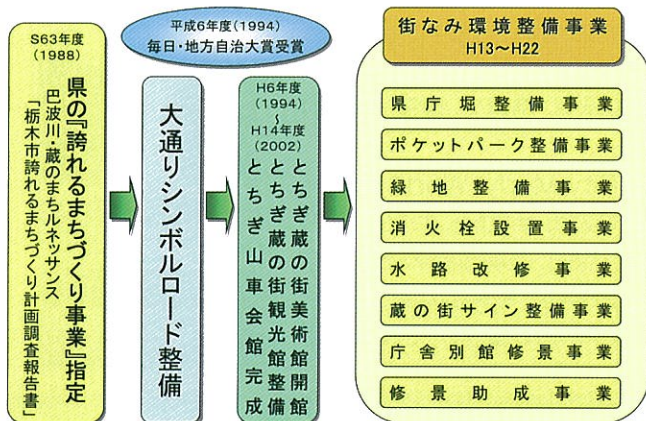 S63年度
(1988)
県の『誇れるまちづくり事業』指定
巴波川・蔵のまちルネッサンス
「栃木市誇れるまちづくり計画調査報告書」
平成6年度(1994)
毎日・地方自治大賞受賞
大通りシンボルロード整備
H6年度
(1994)
~
H14年度
(2002)
とちぎ蔵の街美術館開館
とちぎ蔵の街観光館整備
とちぎ山車会館完成
街なみ環境整備事業
H13~H22
県庁堀整備事業
ポケットパーク整備事業
緑地整備事業
消火栓設置事業
水路改修事業
蔵の街サイン整備事業
庁舎別館修景事業
修景助成事業